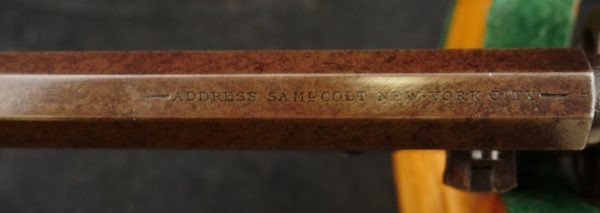 —ADDRESS SAML COLT NEW-YORK CITY—